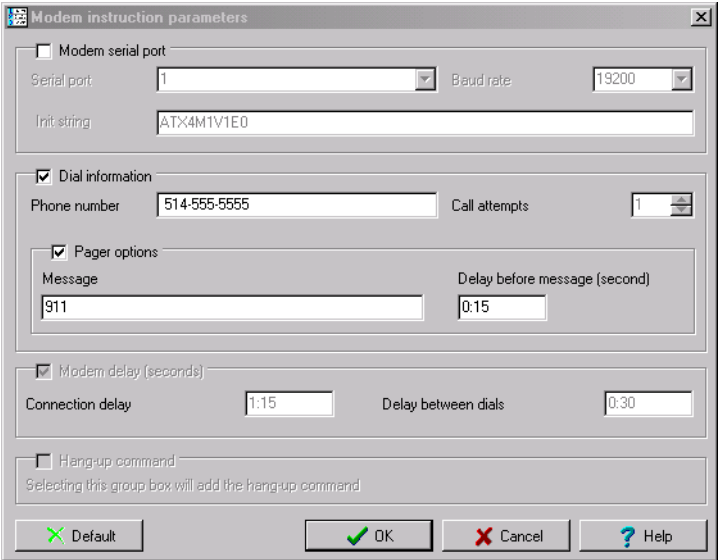 Modem instruction parameters
Modem serial port
Serial port 1 Baud rate 19200
Init string ATX4M1V1E0
Dial information
Phone number 514-555-5555 Call attempts 1
Pager options
Message Delay before message (second)
911 0:15
Modem delay (seconds)
Connection delay 1:15 Delay between dials 0:30
Hang-up command
Selecting this group box will add the hang-up command
Default OK Cancel ? Help